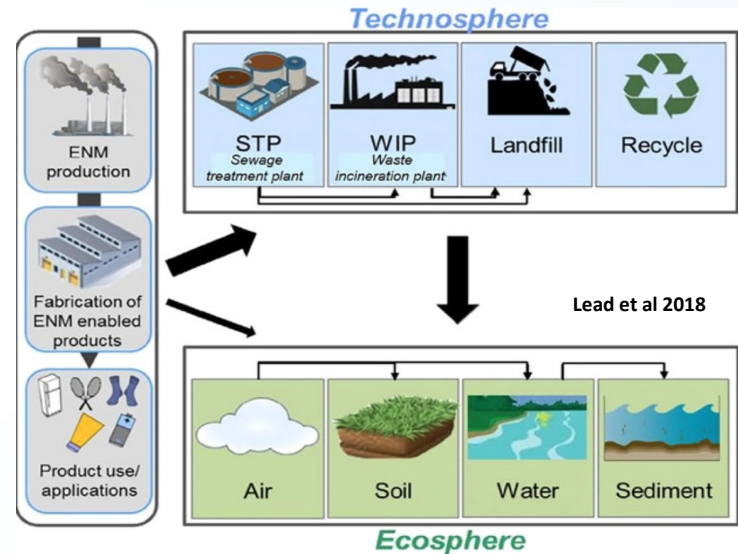 Technosphere
ENM
production
Fabrication of
ENM enabled
products
Product use/
applications
STP
Sewage
treatment plant
WIP
Waste
incineration plant
Landfill
Recycle
Lead et al 2018
Air
Soil
Water
Sediment
Ecosphere